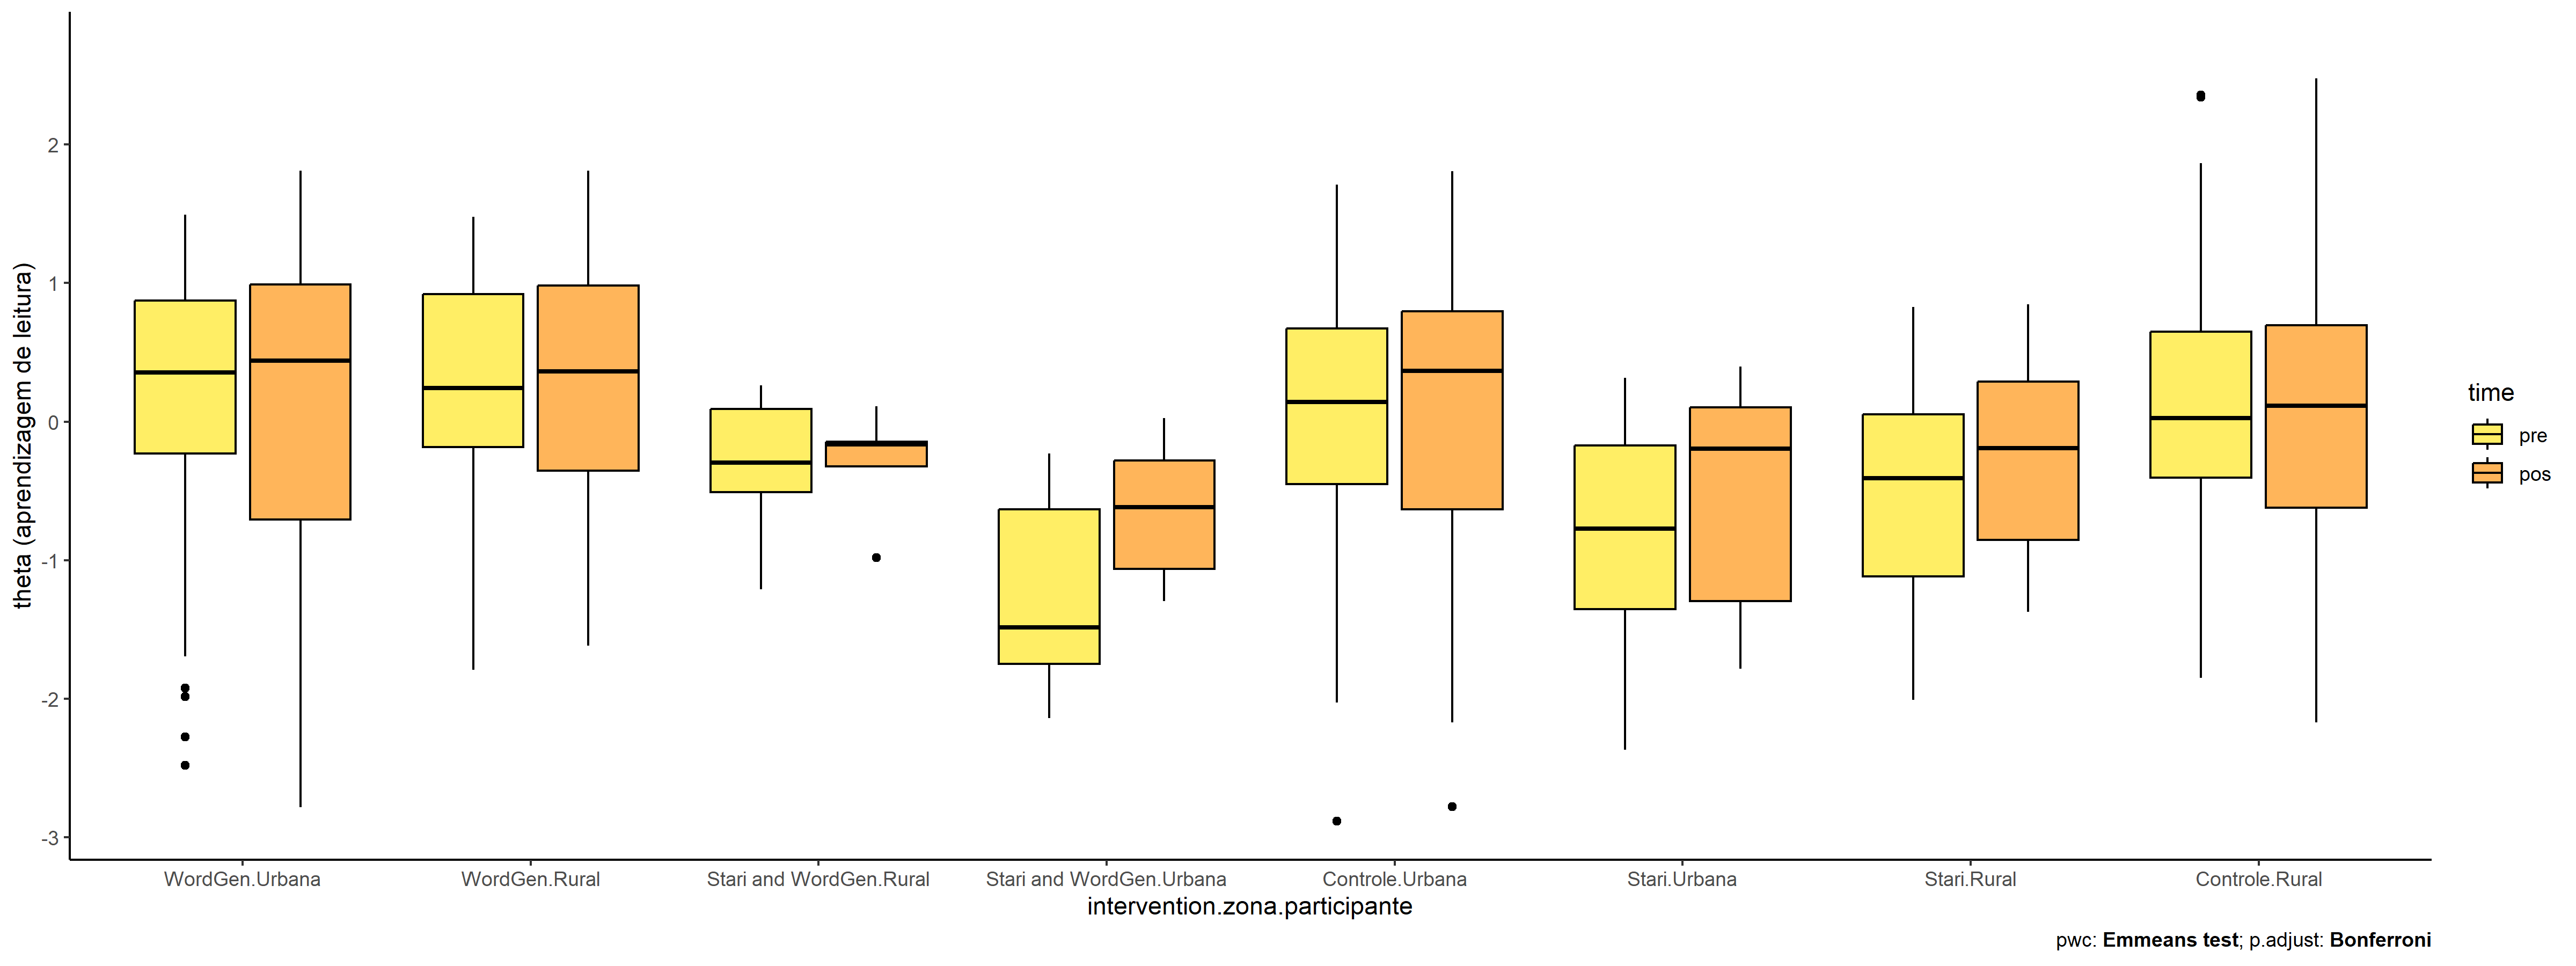 theta (aprendizagem de leitura)
2
1
0
-1
-2
-3
WordGen.Urbana
WordGen.Rural
Stari and WordGen.Rural
Stari and WordGen.Urbana
Controle.Urbana
Stari.Urbana
Stari.Rural
Controle.Rural
intervention.zona.participante
time
pre
pos
pwc: Emmeans test; p.adjust: Bonferroni